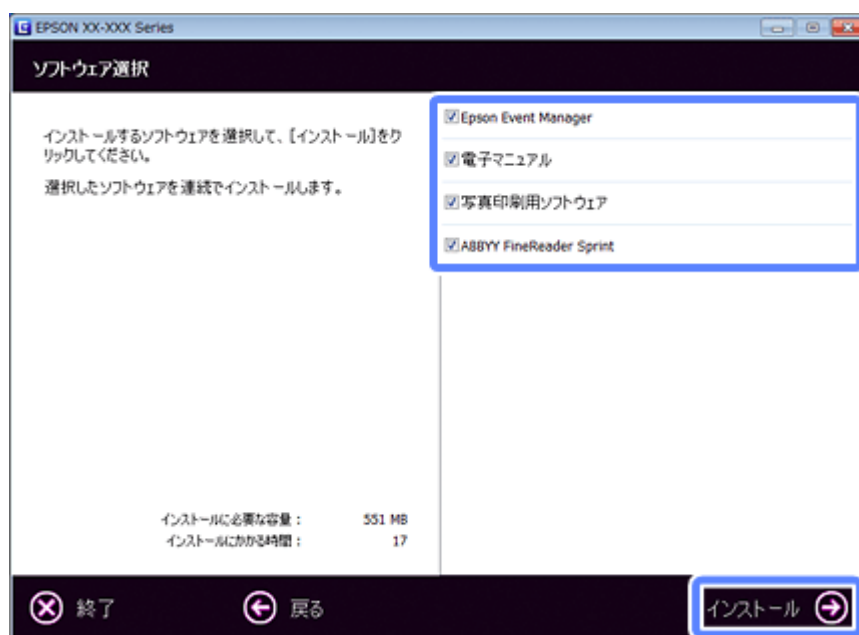 EPSON XX-XXX Series
ソフトウェア選択
インストールするソフトウェアを選択して、[インストール]をク
リックしてください。
選択したソフトウェアを連続でインストールします。
Epson Event Manager
電子マニュアル
写真印刷用ソフトウェア
ABBYY FineReader Sprint
インストールに必要な容量： 551 MB
インストールにかかる時間： 17
終了
戻る
インストール